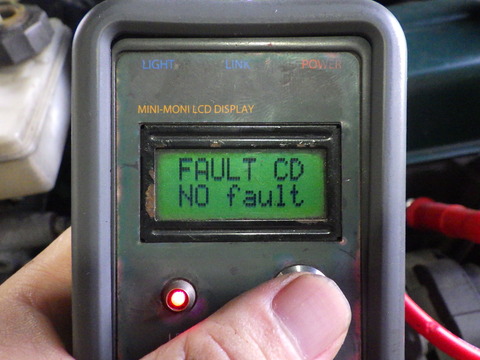 LIGHT LINK POWER
MINI-MONI LCD DISPLAY
FAULT CD
NO fault